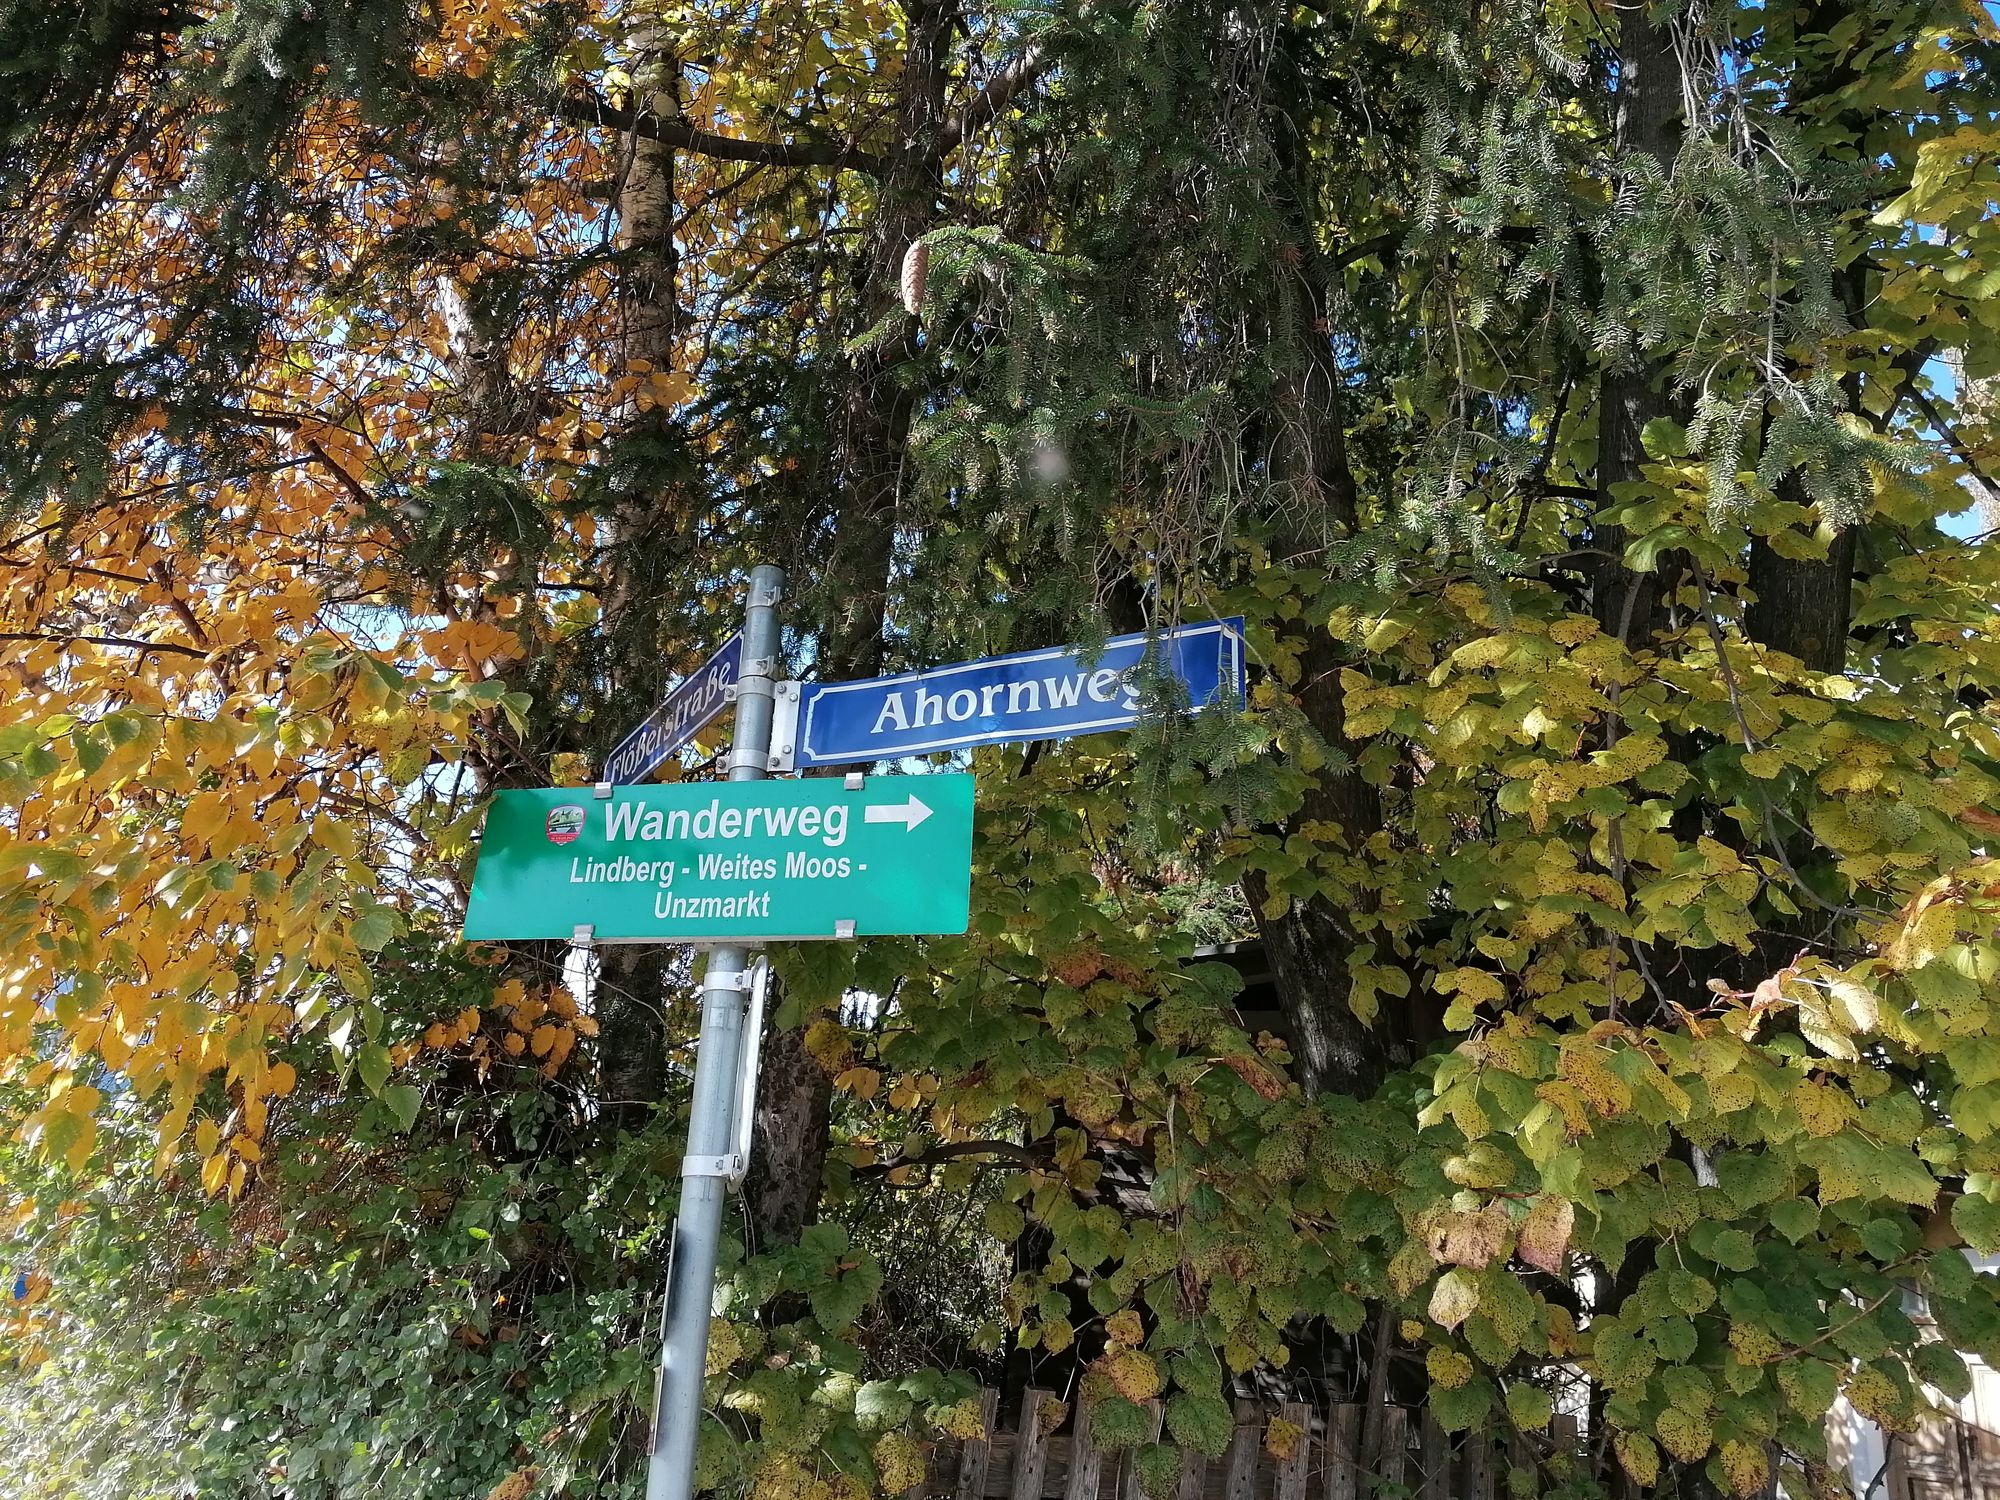 Flößerstraße
Ahornweg
Wanderweg
Lindberg - Weites Moos -
Unzmarkt